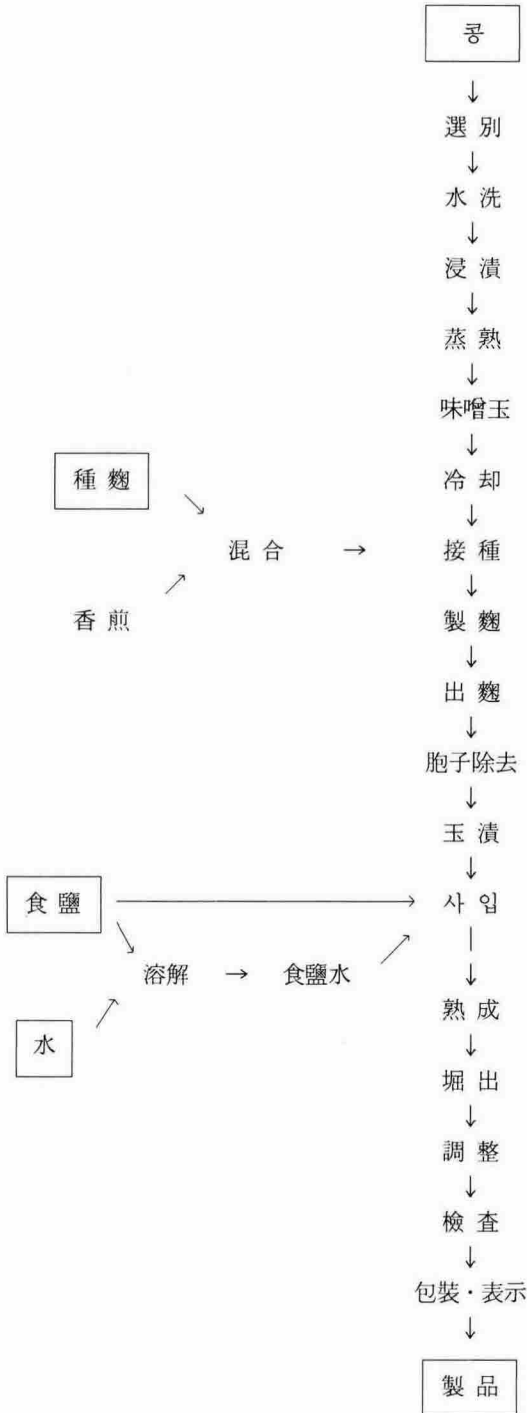 콩
↓
選別
↓
水洗
↓
浸漬
↓
蒸熟
↓
味噌玉
↓
種麴 ↘ 冷却
↓
混合 → 接種
↗ ↓
香煎 製麴
↓
出麴
↓
胞子除去
↓
玉漬
↓
食鹽 → 사입
↘ ↗ |
溶解 → 食鹽水 ↓
↗ 熟成
水 ↓
堀出
↓
調整
↓
檢査
↓
包裝・表示
↓
製品